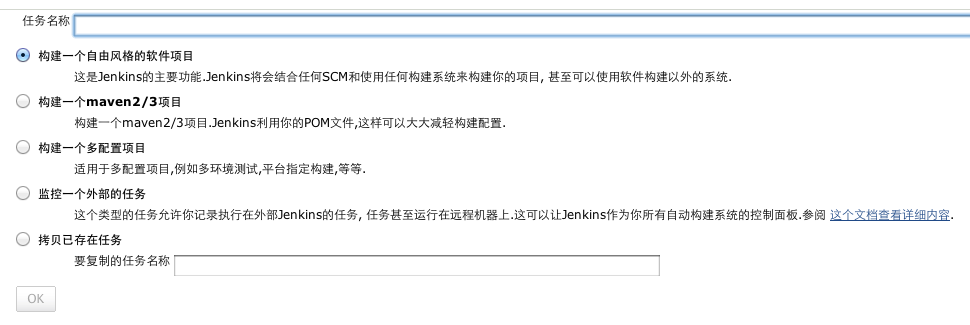 任务名称
构建一个自由风格的软件项目
这是Jenkins的主要功能.Jenkins将会结合任何SCM和使用任何构建系统来构建你的项目, 甚至可以使用软件构建以外的系统.
构建一个maven2/3项目
构建一个maven2/3项目.Jenkins利用你的POM文件,这样可以大大减轻构建配置.
构建一个多配置项目
适用于多配置项目,例如多环境测试,平台指定构建,等等.
监控一个外部的任务
这个类型的任务允许你记录执行在外部Jenkins的任务, 任务甚至运行在远程机器上.这可以让Jenkins作为你所有自动构建系统的控制面板.参阅 这个文档查看详细内容.
拷贝已存在任务
要复制的任务名称
OK